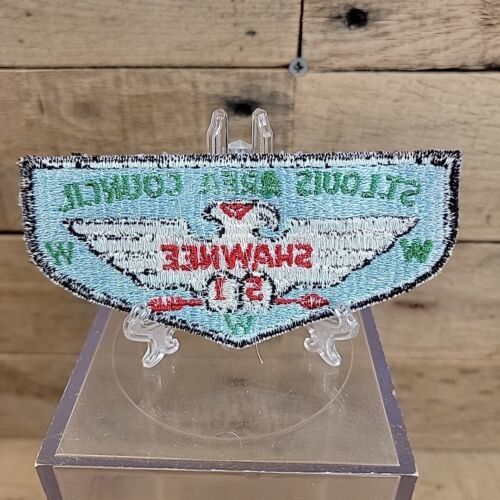 ST. LOUIS AREA COUNCIL
W SHAWNEE W
51
W